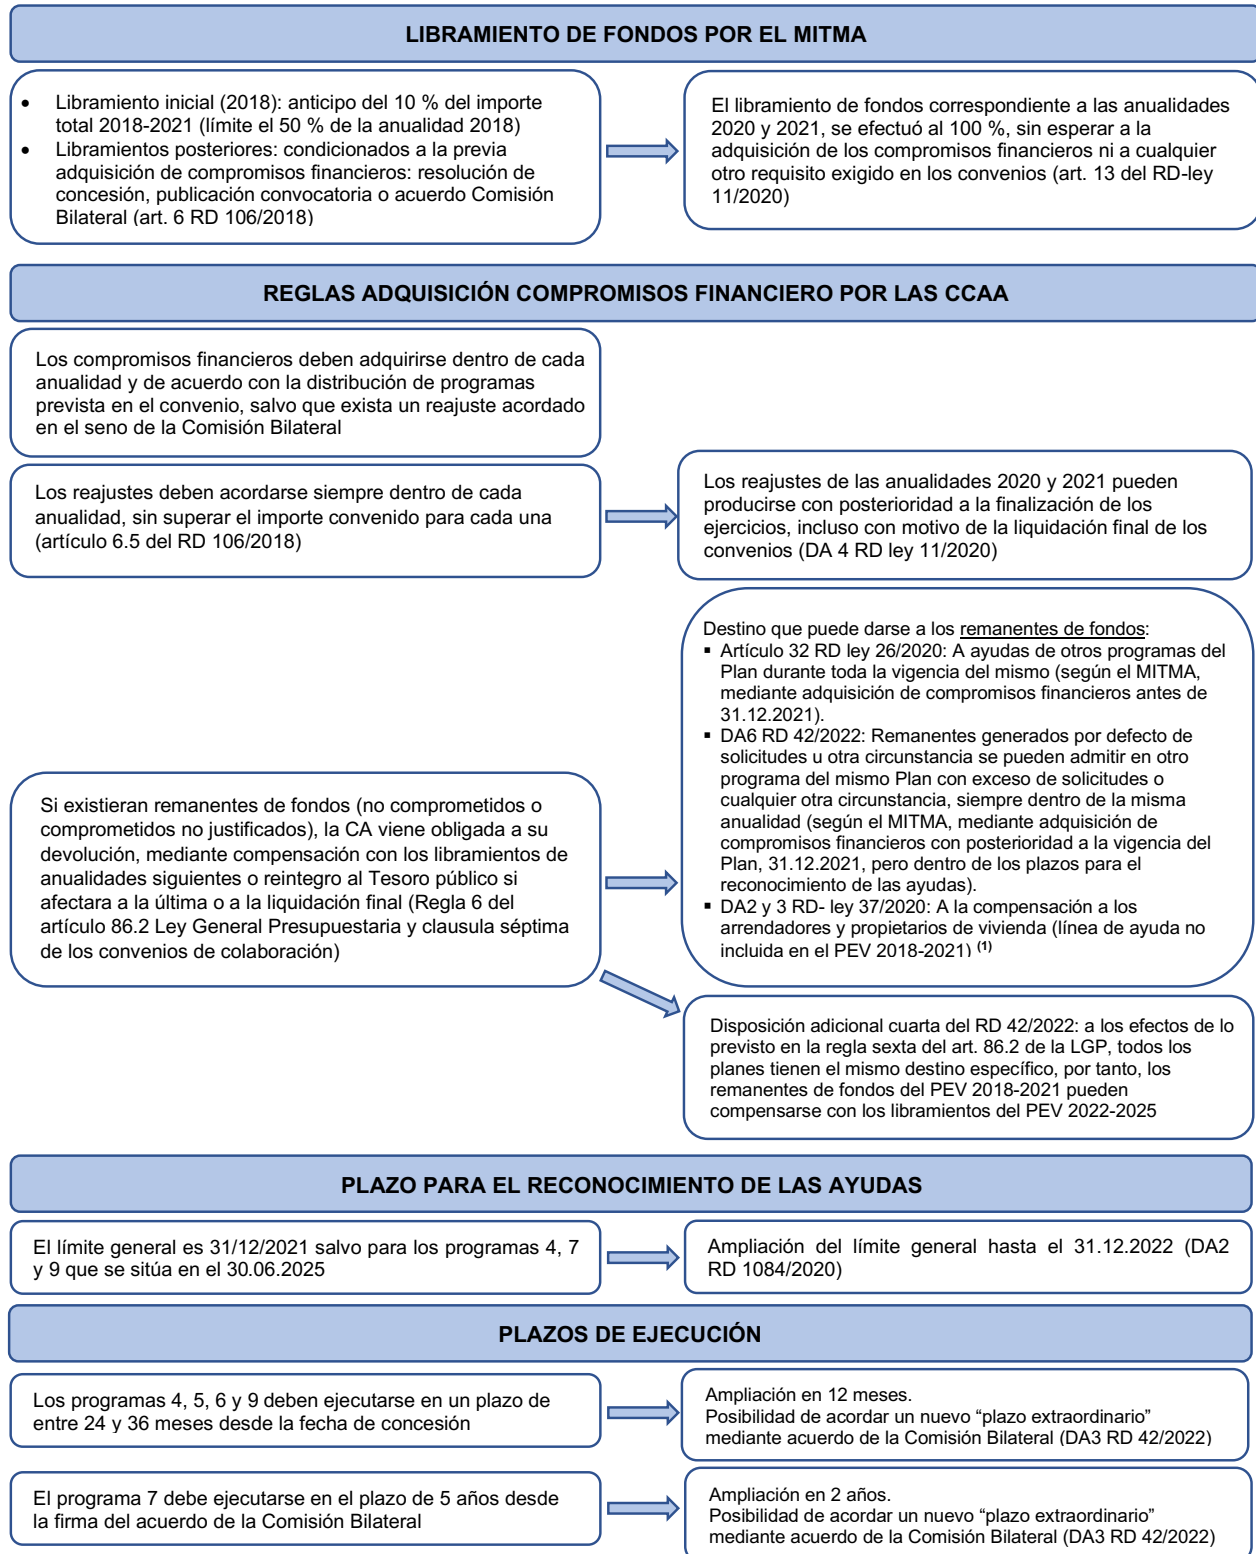 LIBRAMIENTO DE FONDOS POR EL MITMA
• Libramiento inicial (2018): anticipo del 10 % del importe
total 2018-2021 (límite el 50 % de la anualidad 2018)
• Libramientos posteriores: condicionados a la previa
adquisición de compromisos financieros: resolución de
concesión, publicación convocatoria o acuerdo Comisión
Bilateral (art. 6 RD 106/2018)
El libramiento de fondos correspondiente a las anualidades
2020 y 2021, se efectuó al 100 %, sin esperar a la
adquisición de los compromisos financieros ni a cualquier
otro requisito exigido en los convenios (art. 13 del RD-ley
11/2020)
REGLAS ADQUISICIÓN COMPROMISOS FINANCIERO POR LAS CCAA
Los compromisos financieros deben adquirirse dentro de cada
anualidad y de acuerdo con la distribución de programas
prevista en el convenio, salvo que exista un reajuste acordado
en el seno de la Comisión Bilateral
Los reajustes deben acordarse siempre dentro de cada
anualidad, sin superar el importe convenido para cada una
(artículo 6.5 del RD 106/2018)
Los reajustes de las anualidades 2020 y 2021 pueden
producirse con posterioridad a la finalización de los
ejercicios, incluso con motivo de la liquidación final de los
convenios (DA 4 RD ley 11/2020)
Si existieran remanentes de fondos (no comprometidos o
comprometidos no justificados), la CA viene obligada a su
devolución, mediante compensación con los libramientos de
anualidades siguientes o reintegro al Tesoro público si
afectara a la última o a la liquidación final (Regla 6 del
artículo 86.2 Ley General Presupuestaria y clausula séptima
de los convenios de colaboración)
Destino que puede darse a los remanentes de fondos:
▪ Artículo 32 RD ley 26/2020: A ayudas de otros programas del
Plan durante toda la vigencia del mismo (según el MITMA,
mediante adquisición de compromisos financieros antes de
31.12.2021).
▪ DA6 RD 42/2022: Remanentes generados por defecto de
solicitudes u otra circunstancia se pueden admitir en otro
programa del mismo Plan con exceso de solicitudes o
cualquier otra circunstancia, siempre dentro de la misma
anualidad (según el MITMA, mediante adquisición de
compromisos financieros con posterioridad a la vigencia del
Plan, 31.12.2021, pero dentro de los plazos para el
reconocimiento de las ayudas).
▪ DA2 y 3 RD- ley 37/2020: A la compensación a los
arrendadores y propietarios de vivienda (línea de ayuda no
incluida en el PEV 2018-2021) (1)
Disposición adicional cuarta del RD 42/2022: a los efectos de lo
previsto en la regla sexta del art. 86.2 de la LGP, todos los
planes tienen el mismo destino específico, por tanto, los
remanentes de fondos del PEV 2018-2021 pueden
compensarse con los libramientos del PEV 2022-2025
PLAZO PARA EL RECONOCIMIENTO DE LAS AYUDAS
El límite general es 31/12/2021 salvo para los programas 4, 7
y 9 que se sitúa en el 30.06.2025
Ampliación del límite general hasta el 31.12.2022 (DA2
RD 1084/2020)
PLAZOS DE EJECUCIÓN
Los programas 4, 5, 6 y 9 deben ejecutarse en un plazo de
entre 24 y 36 meses desde la fecha de concesión
Ampliación en 12 meses.
Posibilidad de acordar un nuevo “plazo extraordinario”
mediante acuerdo de la Comisión Bilateral (DA3 RD 42/2022)
El programa 7 debe ejecutarse en el plazo de 5 años desde
la firma del acuerdo de la Comisión Bilateral
Ampliación en 2 años.
Posibilidad de acordar un nuevo “plazo extraordinario”
mediante acuerdo de la Comisión Bilateral (DA3 RD 42/2022)